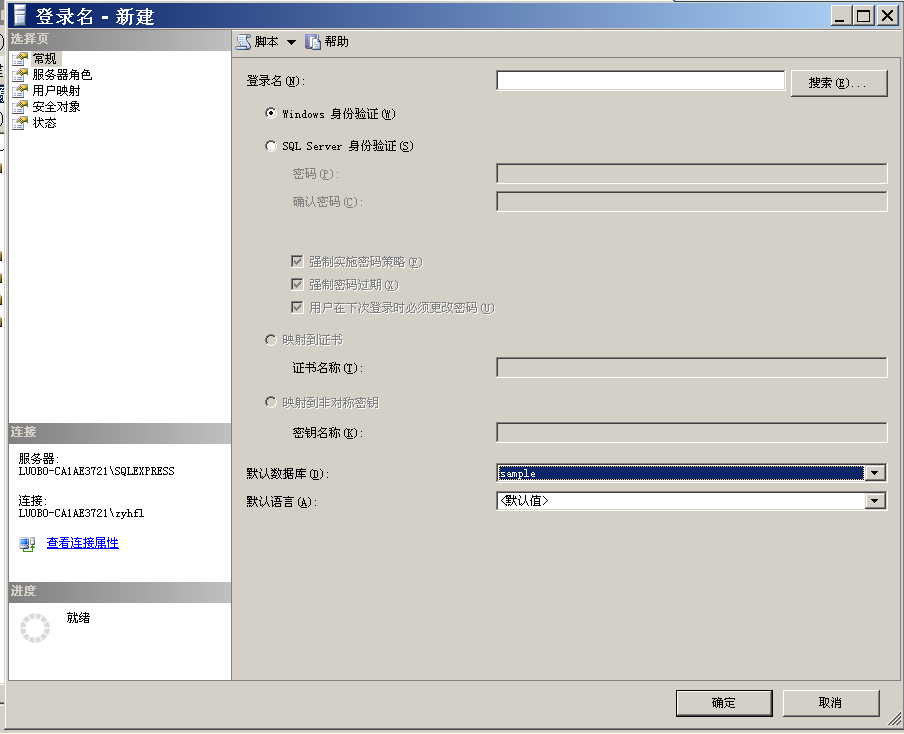 登录名 - 新建
选择页
常规
服务器角色
用户映射
安全对象
状态
脚本 帮助
登录名(N):
搜索(E)...
Windows 身份验证(W)
SQL Server 身份验证(S)
密码(P):
确认密码(C):
强制实施密码策略(F)
强制密码过期(X)
用户在下次登录时必须更改密码(U)
映射到证书
证书名称(T):
映射到非对称密钥
密钥名称(K):
默认数据库(D): sample
默认语言(A): <默认值>
连接
服务器:
LUOBO-CA1AE3721\SQLEXPRESS
连接:
LUOBO-CA1AE3721\zyhfl
查看连接属性
进度
就绪
确定 取消